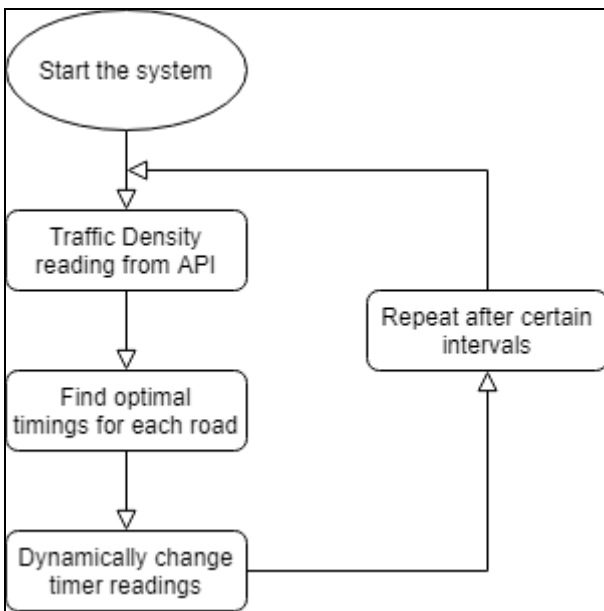 Start the system
Traffic Density
reading from API
Repeat after certain
intervals
Find optimal
timings for each road
Dynamically change
timer readings